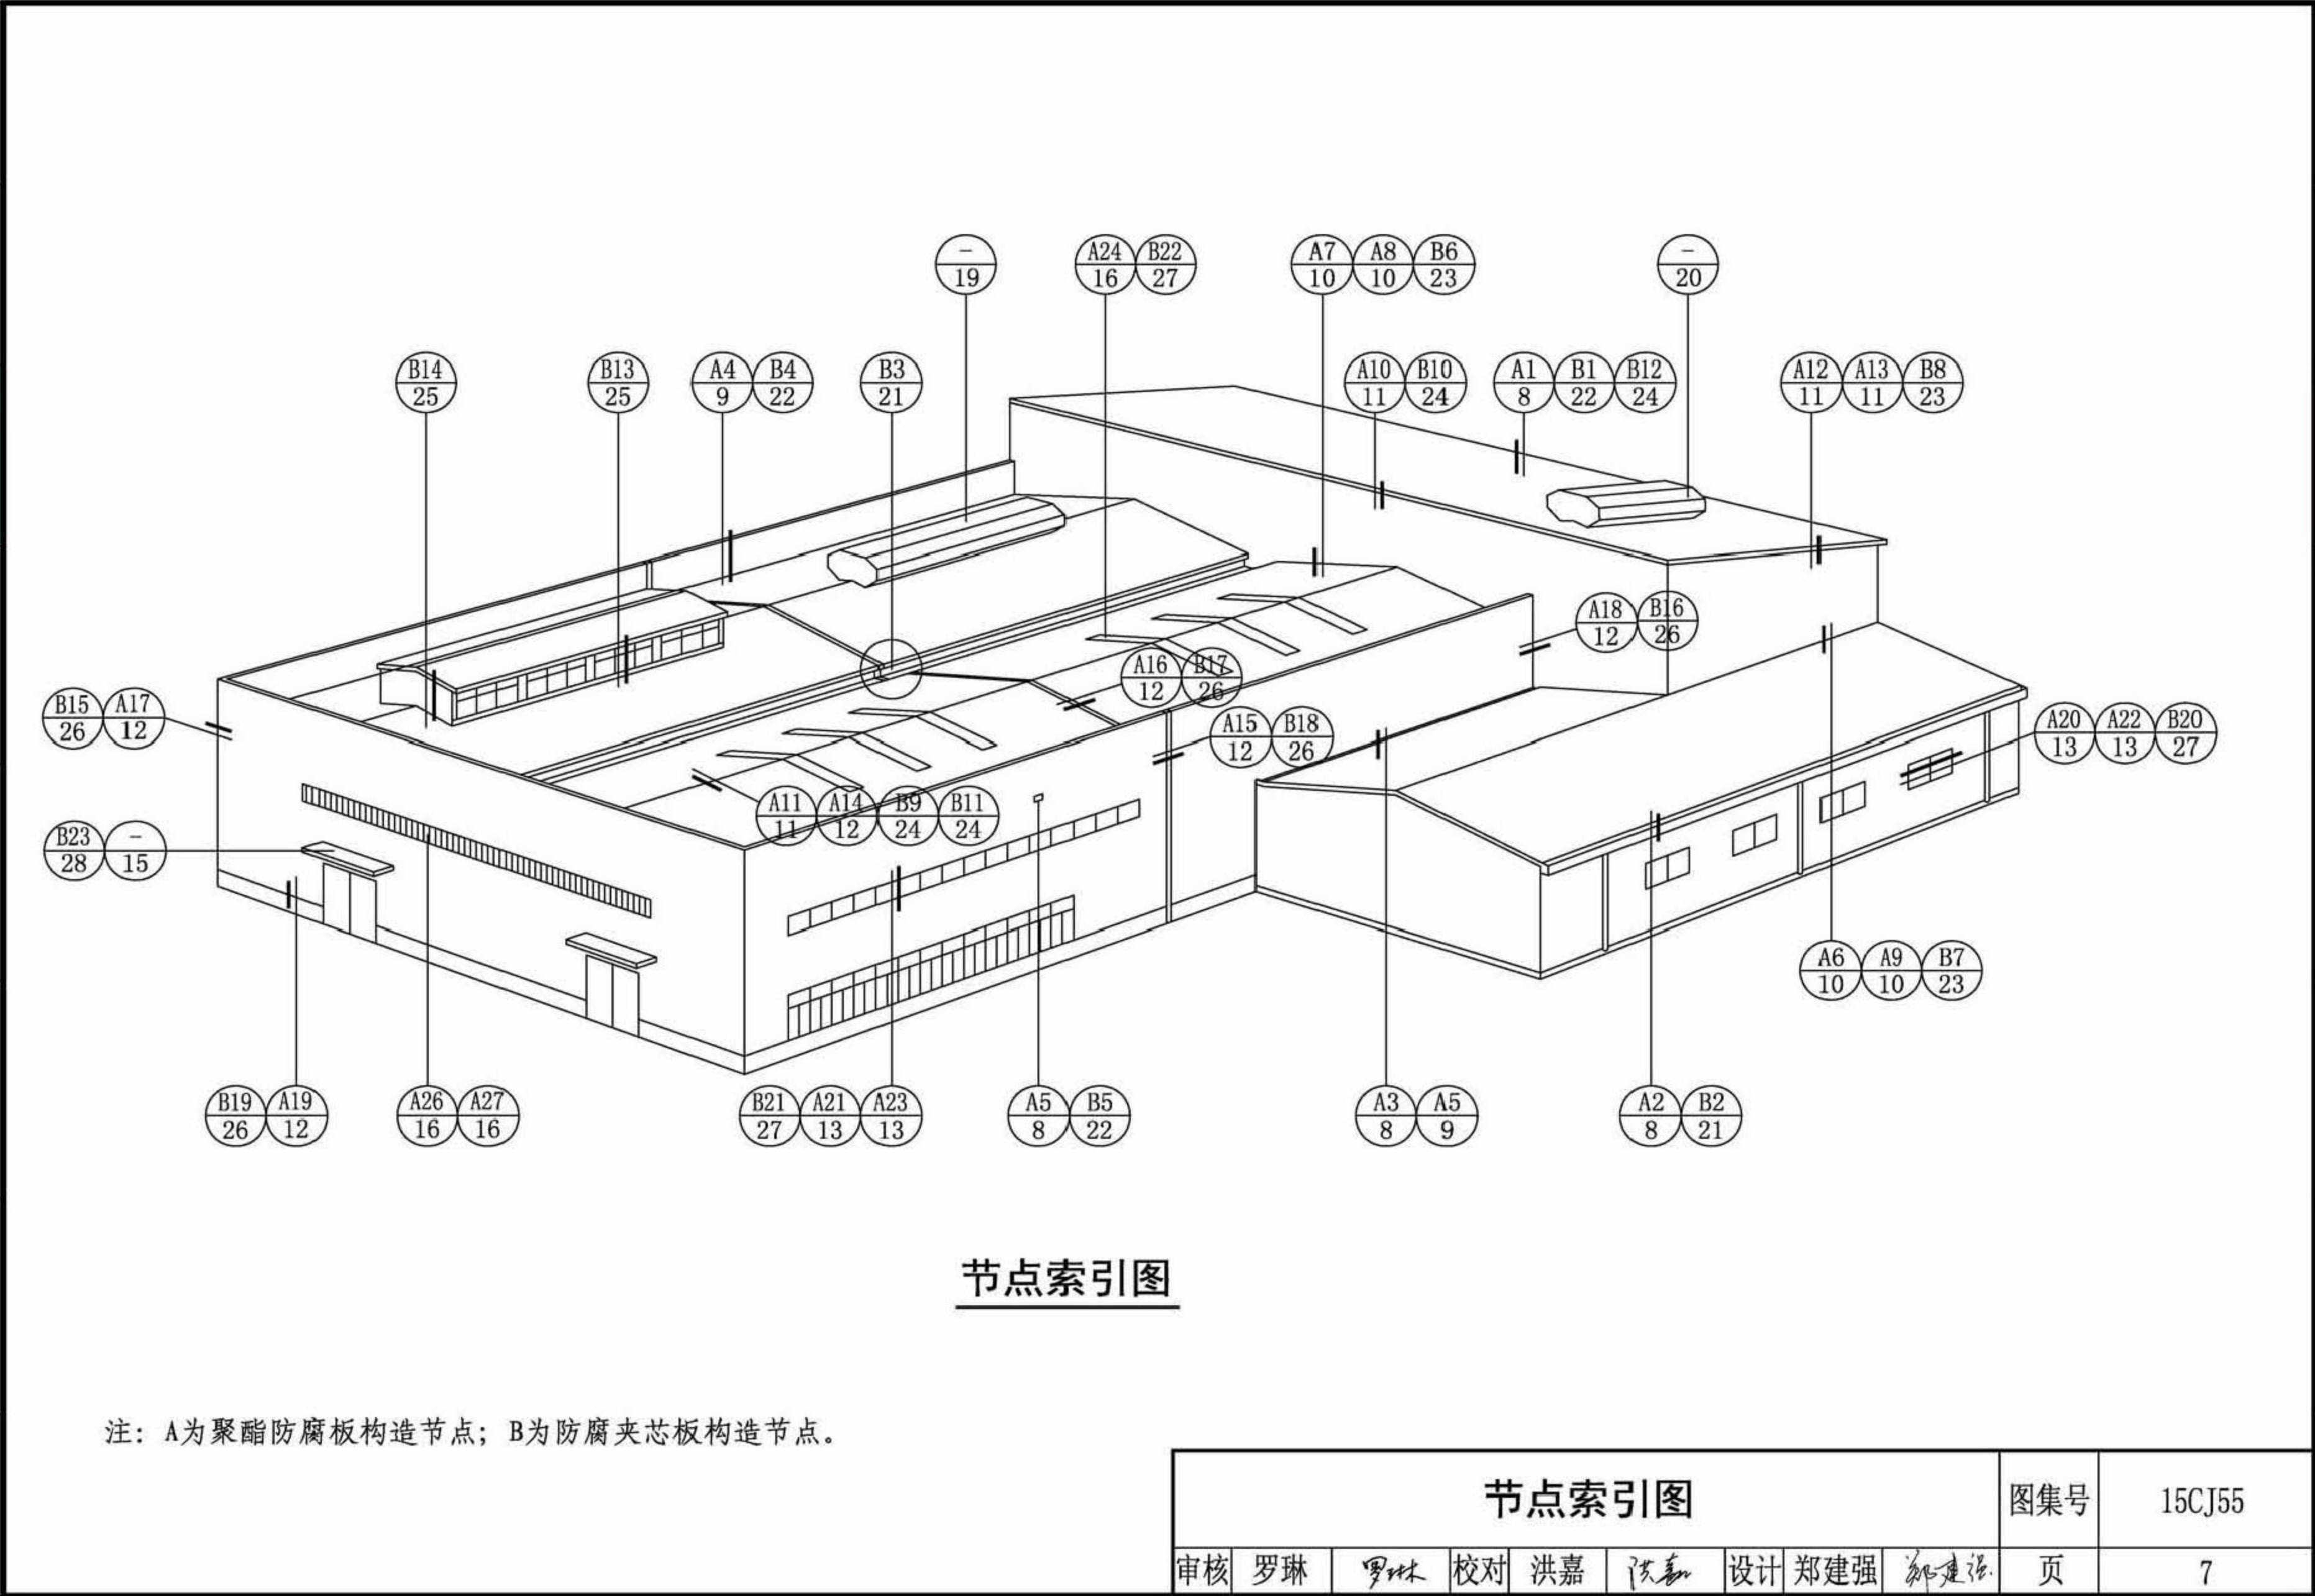 - A24 B22 A7 A8 B6 -
19 16 27 10 10 23 20
B14 B13 A4 B4 B3 A10 B10 A1 B1 B12 A12 A13 B8
25 25 9 22 21 11 24 8 22 24 11 11 23
A18 B16
12 26
A16 B17
12 26
B15 A17
26 12
A15 B18
12 26
A20 A22 B20
13 13 27
A11 A14 B9 B11
11 12 24 24
B23 -
28 15
A6 A9 B7
10 10 23
B19 A19 A26 A27 B21 A21 A23 A5 B5 A3 A5 A2 B2
26 12 16 16 27 13 13 8 22 8 9 8 21
节点索引图
注: A为聚酯防腐板构造节点; B为防腐夹芯板构造节点。
节点索引图 图集号 15CJ55
审核 罗琳 罗琳 校对 洪嘉 洪嘉 设计 郑建强 郑建强 页 7